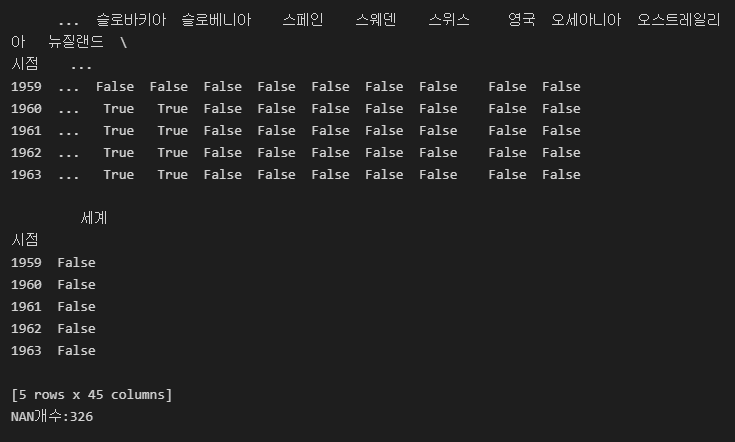 ... 슬로바키아 슬로베니아 스페인 스웨덴 스위스 영국 오세아니아 오스트레일리
아 뉴질랜드 \
시점 ...
1959 ... False False False False False False False False False
1960 ... True True False False False False False False False
1961 ... True True False False False False False False False
1962 ... True True False False False False False False False
1963 ... True True False False False False False False False
세계
시점
1959 False
1960 False
1961 False
1962 False
1963 False
[5 rows x 45 columns]
NAN개수:326